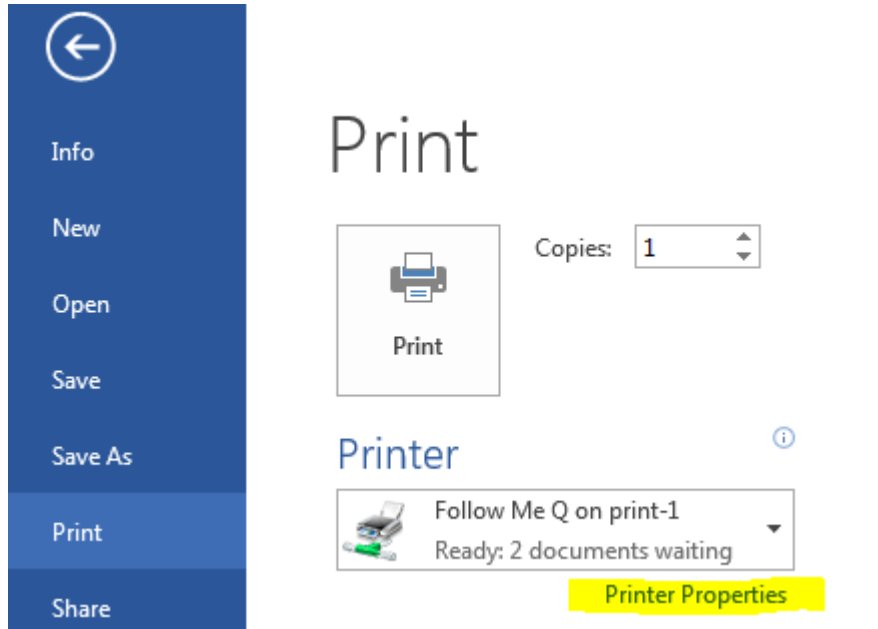 Info
New
Open
Save
Save As
Print
Share
Print
Copies: 1
Print
Printer
Follow Me Q on print-1
Ready: 2 documents waiting
Printer Properties